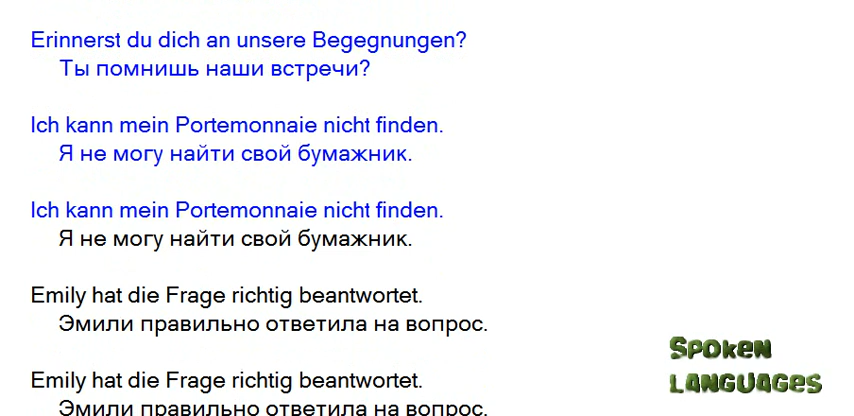 Erinnerst du dich an unsere Begegnungen?
Ты помнишь наши встречи?
Ich kann mein Portemonnaie nicht finden.
Я не могу найти свой бумажник.
Ich kann mein Portemonnaie nicht finden.
Я не могу найти свой бумажник.
Emily hat die Frage richtig beantwortet.
Эмили правильно ответила на вопрос.
Emily hat die Frage richtig beantwortet.
Эмили правильно ответила на вопрос.
Spoken
Languages